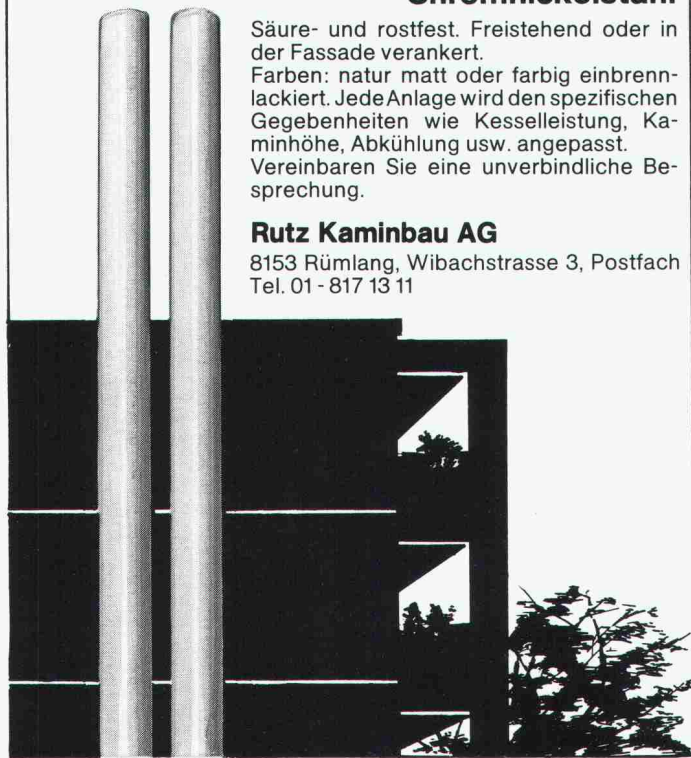 Säure- und rostfest. Freistehend oder in
der Fassade verankert.
Farben: natur matt oder farbig einbrenn-
lackiert. Jede Anlage wird den spezifischen
Gegebenheiten wie Kesselleistung, Ka-
minhöhe, Abkühlung usw. angepasst.
Vereinbaren Sie eine unverbindliche Be-
sprechung.
Rutz Kaminbau AG
8153 Rümlang, Wibachstrasse 3, Postfach
Tel. 01 - 817 13 11